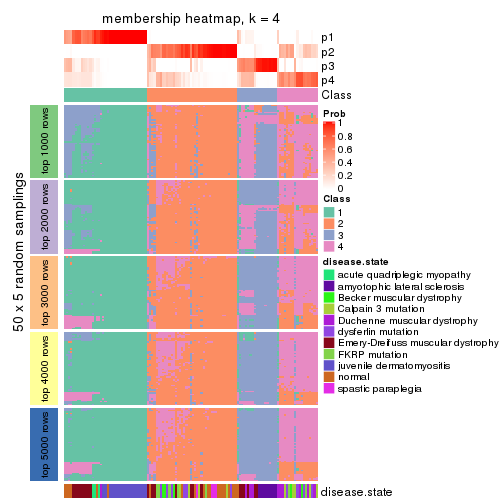 membership heatmap, k = 4
p1
p2
p3
p4
Class
50 x 5 random samplings
top 1000 rows
top 2000 rows
top 3000 rows
top 4000 rows
top 5000 rows
disease.state
Prob
1
0.8
0.6
0.4
0.2
0
Class
1
2
3
4
disease.state
acute quadriplegic myopathy
amyotophic lateral sclerosis
Becker muscular dystrophy
Calpain 3 mutation
Duchenne muscular dystrophy
dysferlin mutation
Emery-Dreifuss muscular dystrophy
FKRP mutation
juvenile dermatomyositis
normal
spastic paraplegia